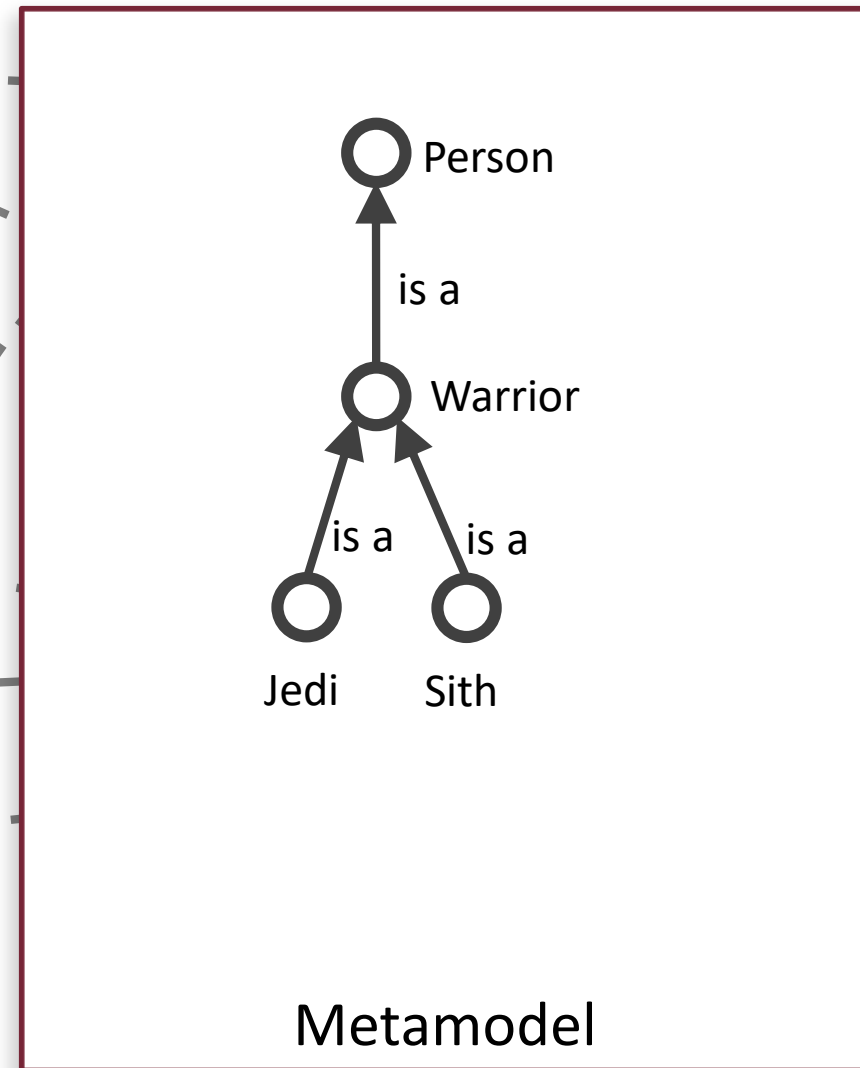 Person
is a
Warrior
is a
is a
Jedi
Sith
Metamodel